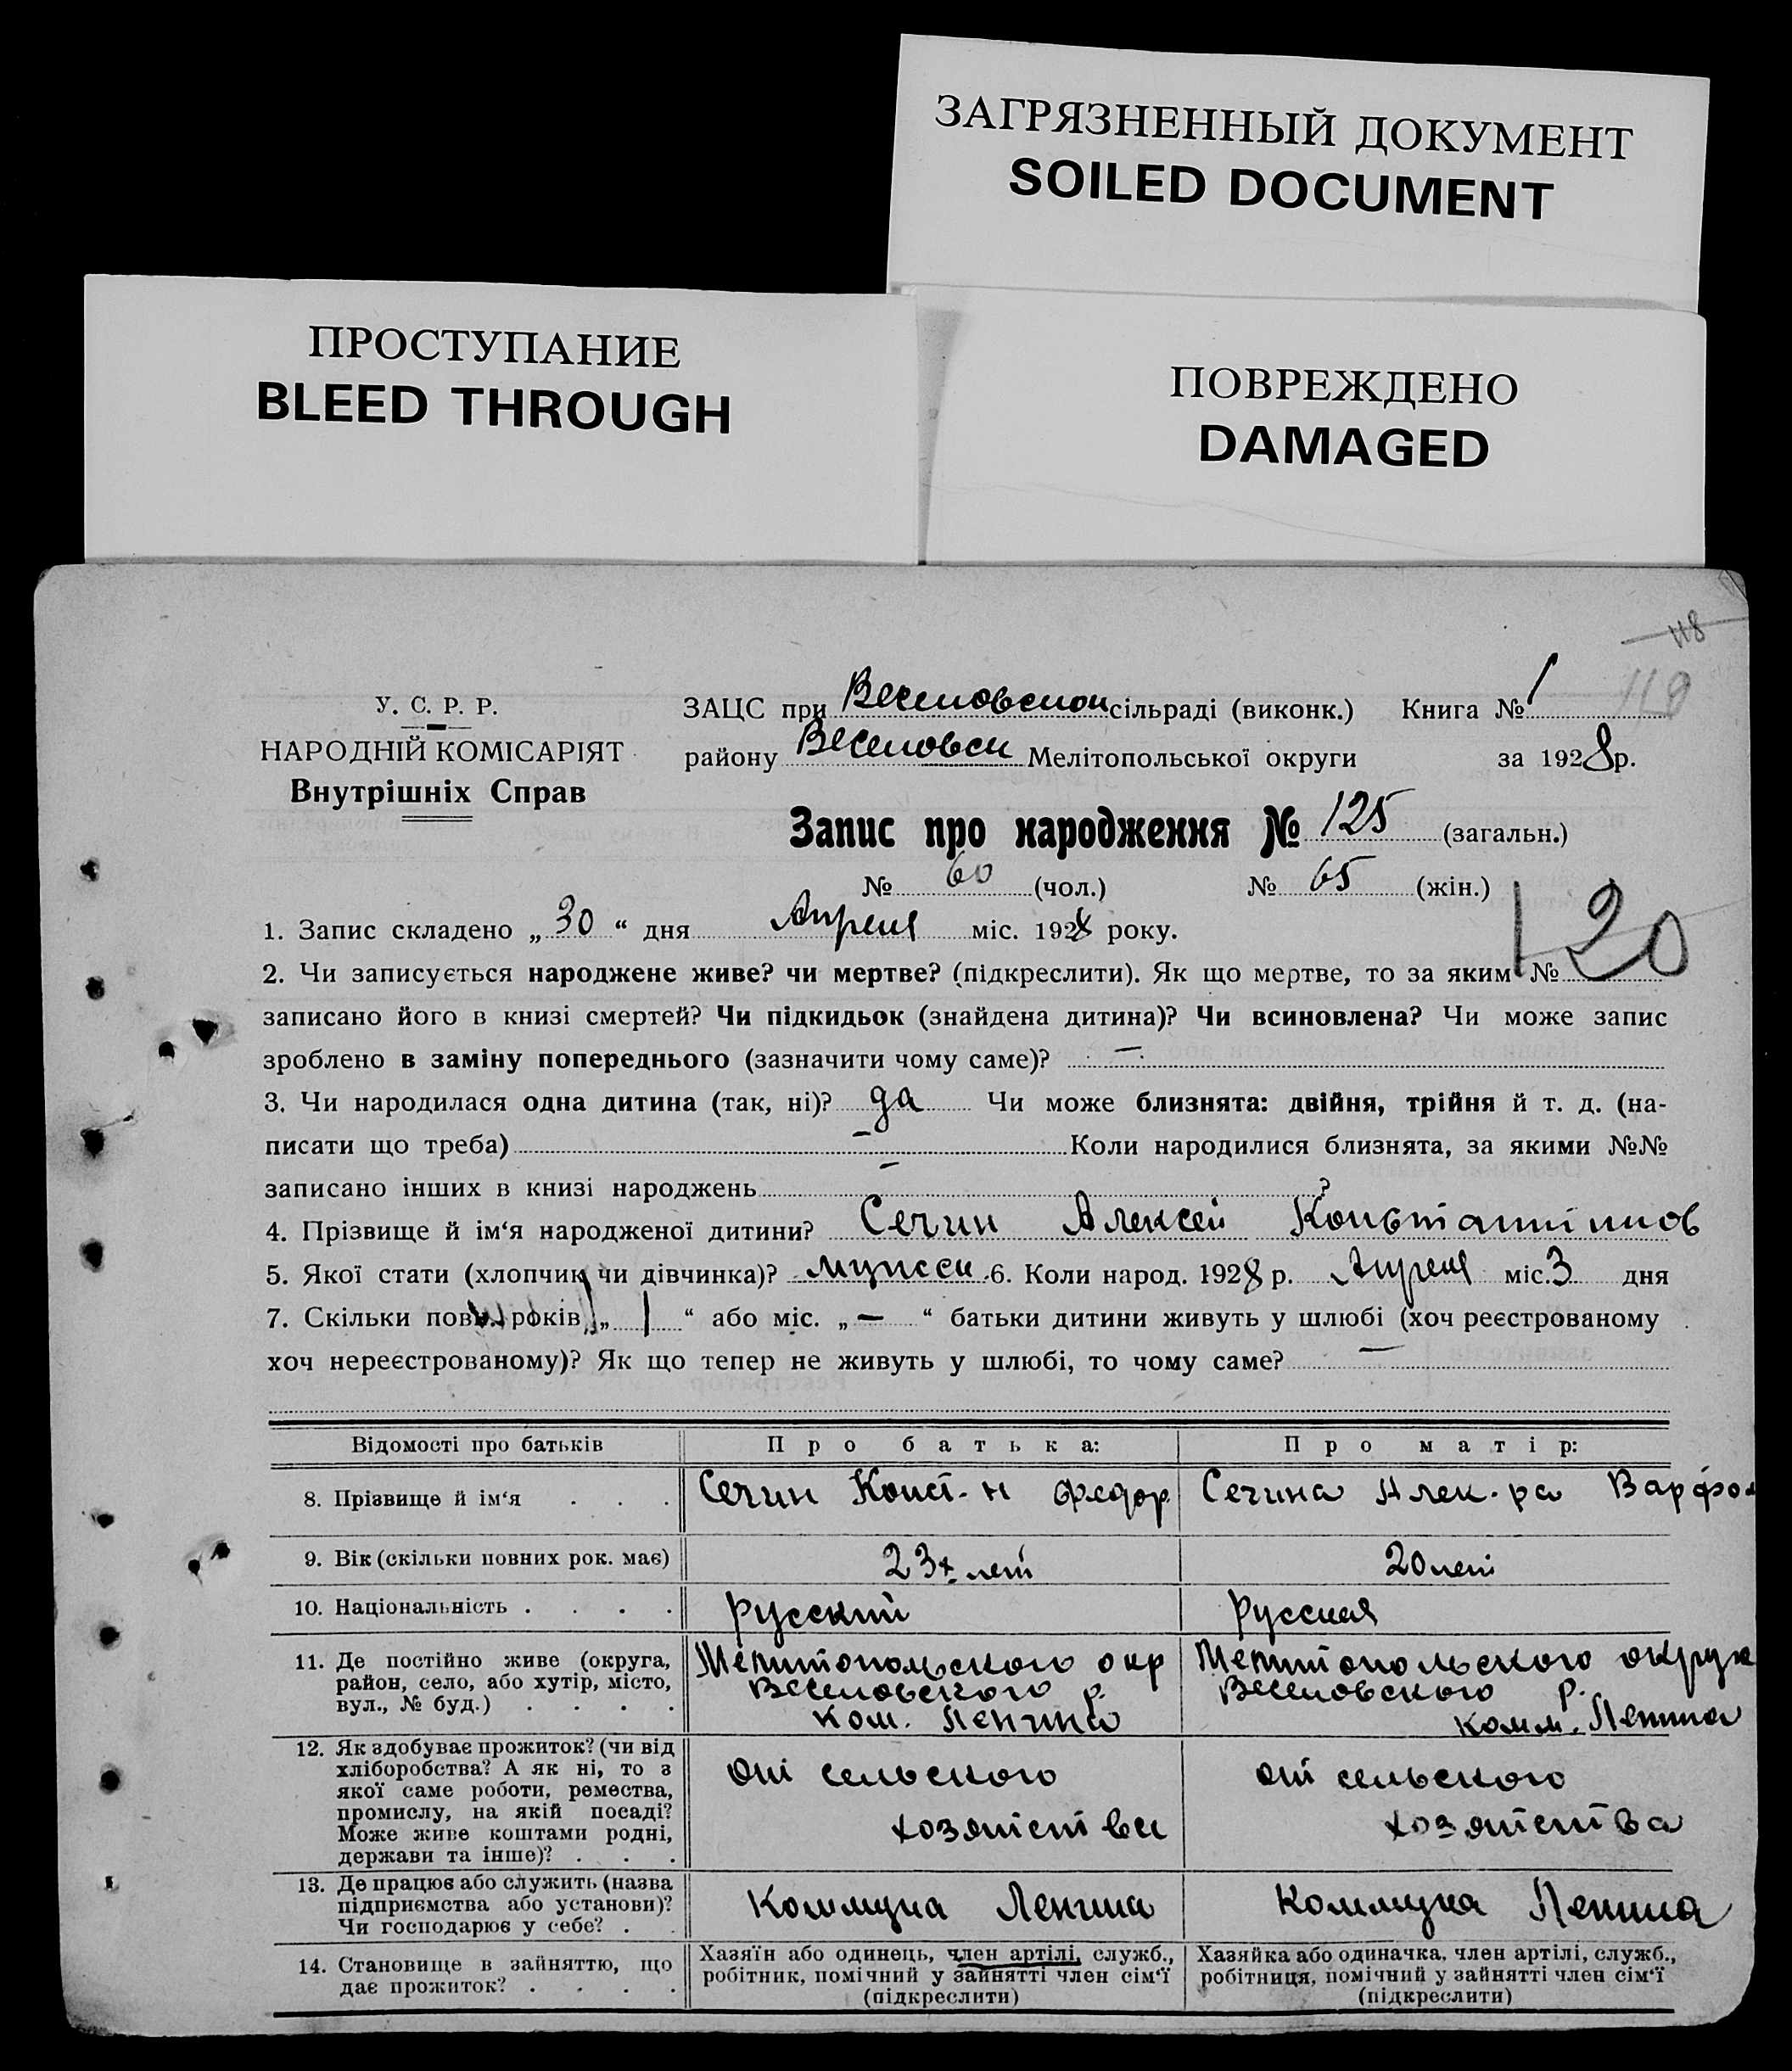 ЗАГРЯЗНЕННЫЙ ДОКУМЕНТ
SOILED DOCUMENT
ПРОСТУПАНИЕ
BLEED THROUGH
ПОВРЕЖДЕНО
DAMAGED
118
119
У. С. Р. Р.
НАРОДНІЙ КОМІСАРІЯТ
Внутрішніх Справ
ЗАЦС при Веселовской сільраді (виконк.) Книга № 1
району Веселовск Мелітопольської округи за 1928 р.
Запис про народження № 125 (загальн.)
№ 60 (чол.) № 65 (жін.)
120
1. Запис складено „ 30 “ дня Апреля міс. 1928 року.
2. Чи записується народжене живе? чи мертве? (підкреслити). Як що мертве, то за яким №
записано його в книзі смертей? Чи підкидьок (знайдена дитина)? Чи всиновлена? Чи може запис
зроблено в заміну попереднього (зазначити чому саме)? —
3. Чи народилася одна дитина (так, ні)? да Чи може близнята: двійня, трійня й т. д. (на-
писати що треба) — Коли народилися близнята, за якими №№
записано інших в книзі народжень — ?
4. Прізвище й ім‘я народженої дитини? Сечин Алексей Константинов
5. Якої стати (хлопчик чи дівчинка)? мужски 6. Коли народ. 1928 р. Апреля міс. 3 дня
7. Скільки повн. років „ 1 “ або міс. „ — “ батьки дитини живуть у шлюбі (хоч реєстрованому
хоч нереєстрованому)? Як що тепер не живуть у шлюбі, то чому саме? —
Відомості про батьків Про батька: Про матір:
8. Прізвище й ім‘я . . . Сечин Конст-н Федор Сечина Алек-ра Варфол
9. Вік (скільки повних рок. має) 23х лет 20 лет
10. Національність . . . . русский русская
11. Де постійно живе (округа,
район, село, або хутір, місто,
вул., № буд.) . . . .
Мелитопольского окр
Веселовского р.
ком. Ленина
Мелитопольского округа
Веселовского р.
комм. Ленина
12. Як здобуває прожиток? (чи від
хліборобства? А як ні, то з
якої саме роботи, ремества,
промислу, на якій посаді?
Може живе коштами родні,
держави та інше)? . . .
от сельского
хозяйства
от сельского
хозяйства
13. Де працює або служить (назва
підприємства або установи)?
Чи господарює у себе? . .
Коммуна Ленина
Коммуна Ленина
14. Становище в зайняттю, що
дає прожиток? . . . .
Хазяїн або одинець, член артілі, служб.,
робітник, помічний у зайнятті член сім‘ї
(підкреслити)
Хазяйка або одиначка, член артілі, служб.,
робітниця, помічний у зайнятті член сім‘ї
(підкреслити)